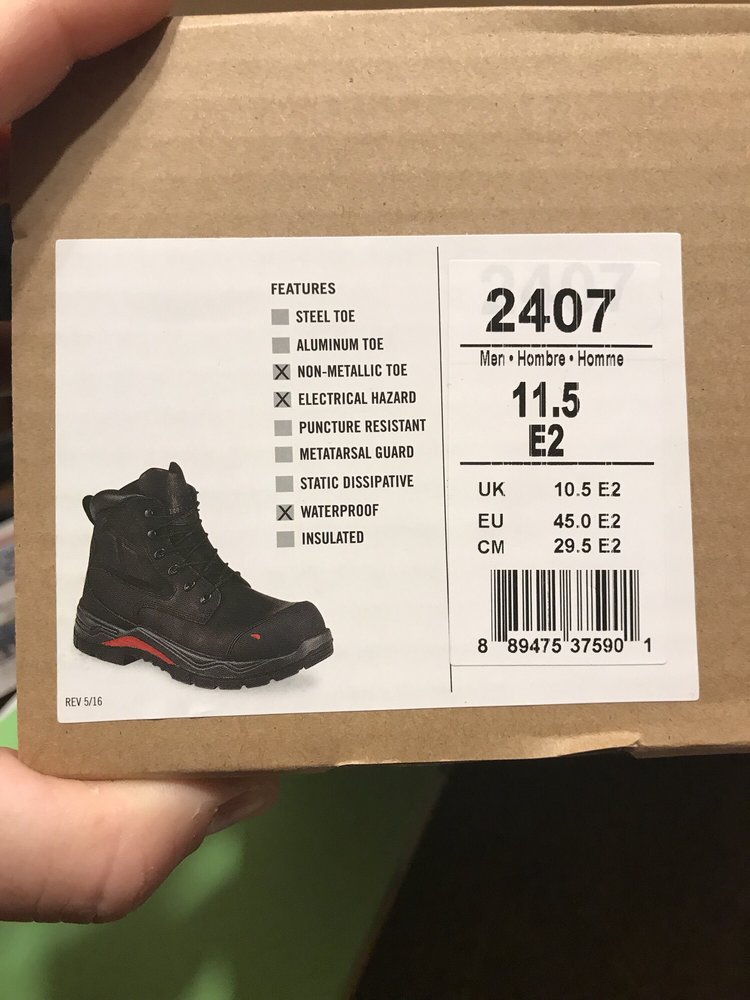 FEATURES
STEEL TOE
ALUMINUM TOE
X NON-METALLIC TOE
X ELECTRICAL HAZARD
PUNCTURE RESISTANT
METATARSAL GUARD
STATIC DISSIPATIVE
X WATERPROOF
INSULATED
REV 5/16
2407
2407
Men • Hombre • Homme
11.5
E2
UK 10.5 E2
EU 45.0 E2
CM 29.5 E2
8 89475 37590 1